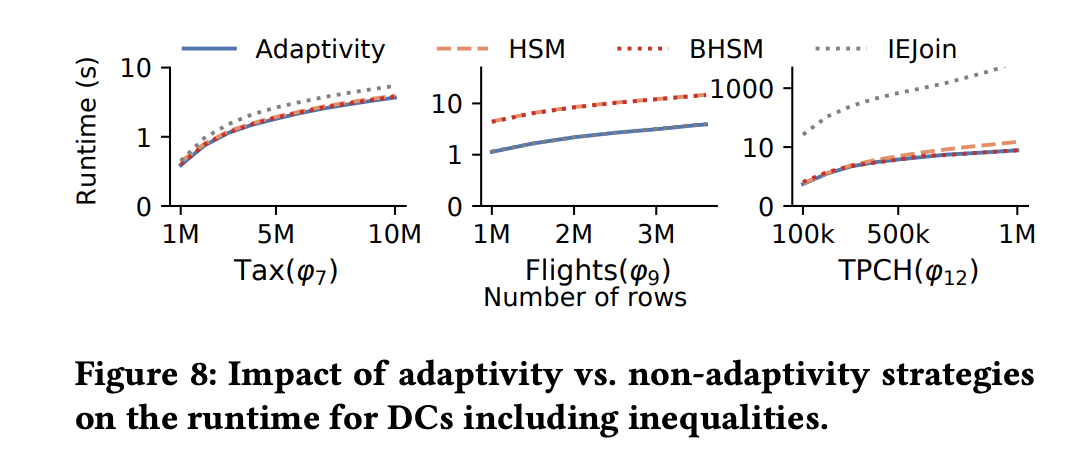 Adaptivity HSM BHSM IEJoin
Runtime (s)
10
1
0
1M 5M 10M
Tax(φ7)
10
1
0
1M 2M 3M
Flights(φ9)
Number of rows
1000
10
0
100k 500k 1M
TPCH(φ12)
Figure 8: Impact of adaptivity vs. non-adaptivity strategies
on the runtime for DCs including inequalities.